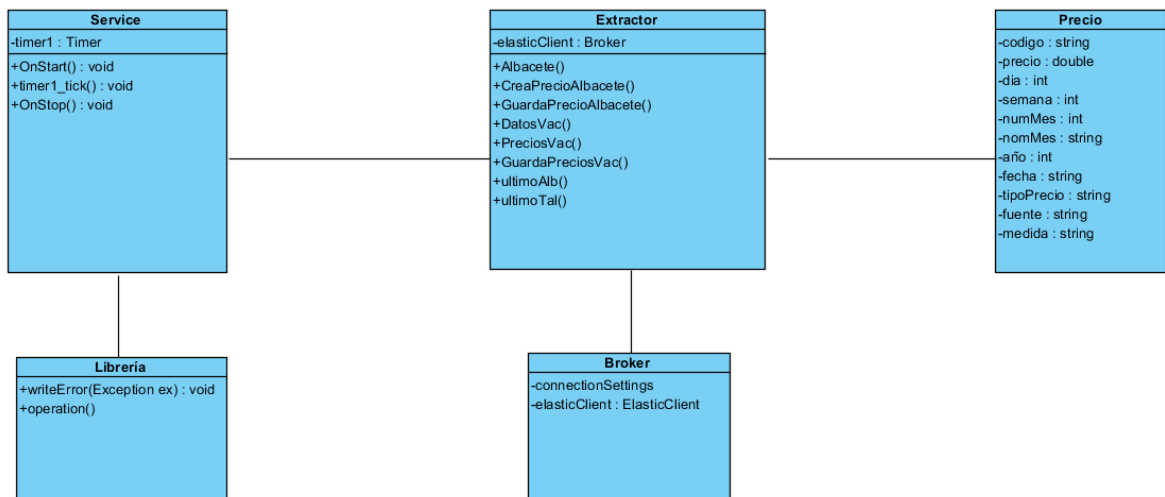 Service
-timer1 : Timer
+OnStart() : void
+timer1_tick() : void
+OnStop() : void
Extractor
-elasticClient : Broker
+Albacete()
+CreaPrecioAlbacete()
+GuardaPrecioAlbacete()
+DatosVac()
+PreciosVac()
+GuardaPreciosVac()
+ultimoAlb()
+ultimoTal()
Precio
-codigo : string
-precio : double
-dia : int
-semana : int
-numMes : int
-nomMes : string
-año : int
-fecha : string
-tipoPrecio : string
-fuente : string
-medida : string
Librería
+writeError(Exception ex) : void
+operation()
Broker
-connectionSettings
-elasticClient : ElasticClient